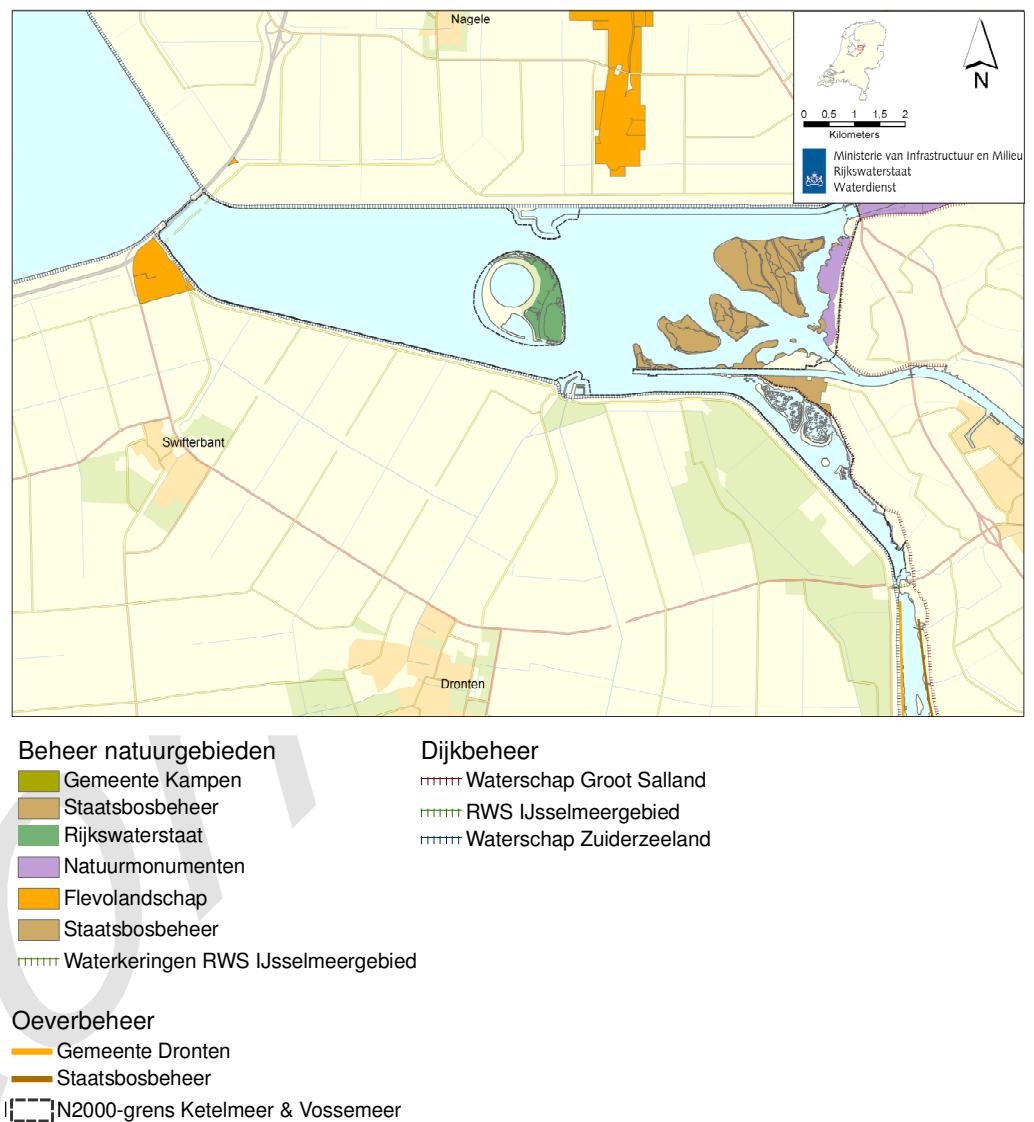 Nagele
N
0 0,5 1 1,5 2
Kilometers
Ministerie van Infrastructuur en Milieu
Rijkswaterstaat
Waterdienst
Swifterbant
Dronten
Beheer natuurgebieden
Gemeente Kampen
Staatsbosbeheer
Rijkswaterstaat
Natuurmonumenten
Flevolandschap
Staatsbosbeheer
Waterkeringen RWS IJsselmeergebied
Dijkbeheer
Waterschap Groot Salland
RWS IJsselmeergebied
Waterschap Zuiderzeeland
Oeverbeheer
Gemeente Dronten
Staatsbosbeheer
N2000-grens Ketelmeer & Vossemeer